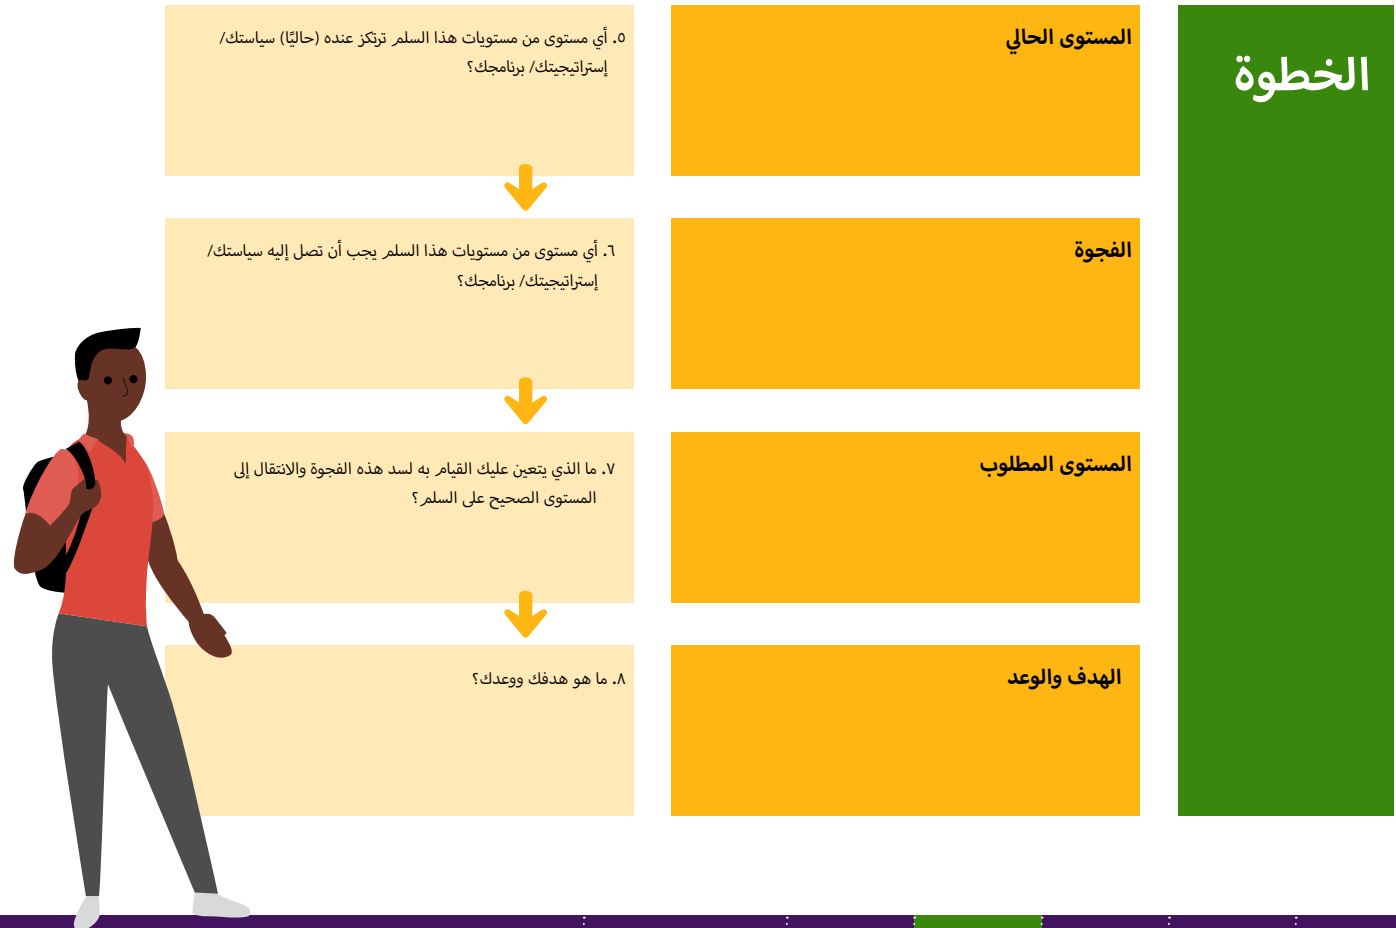 الخطوة
المستوى الحالي
٥. أي مستوى من مستويات هذا السلم ترتكز عنده (حاليًا) سياستك/
إستراتيجيتك/ برنامجك؟
الفجوة
٦. أي مستوى من مستويات هذا السلم يجب أن تصل إليه سياستك/
إستراتيجيتك/ برنامجك؟
المستوى المطلوب
٧. ما الذي يتعين عليك القيام به لسد هذه الفجوة والانتقال إلى
المستوى الصحيح على السلم؟
الهدف والوعد
٨. ما هو هدفك ووعدك؟